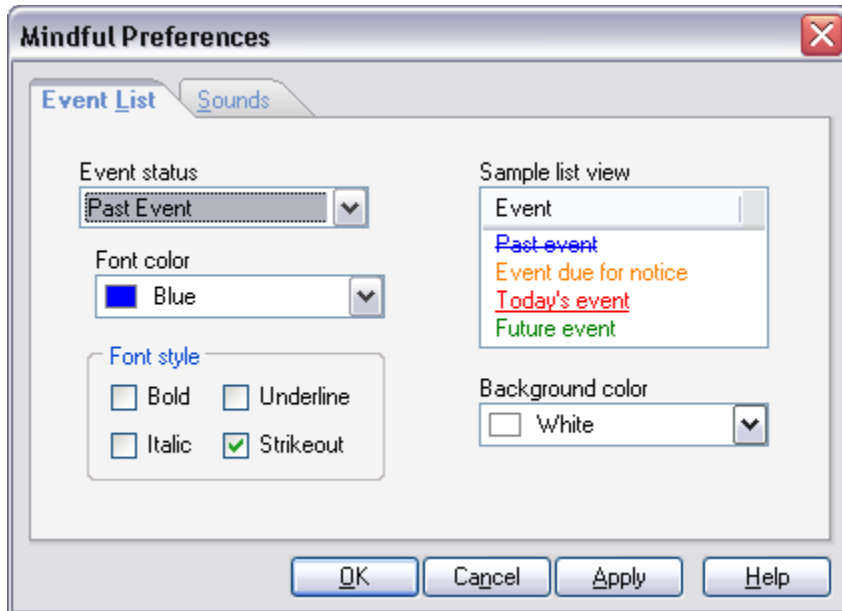 Mindful Preferences
Event List
Sounds
Event status
Past Event
Font color
Blue
Font style
Bold
Underline
Italic
Strikeout
Sample list view
Event
Past event
Event due for notice
Today's event
Future event
Background color
White
OK
Cancel
Apply
Help